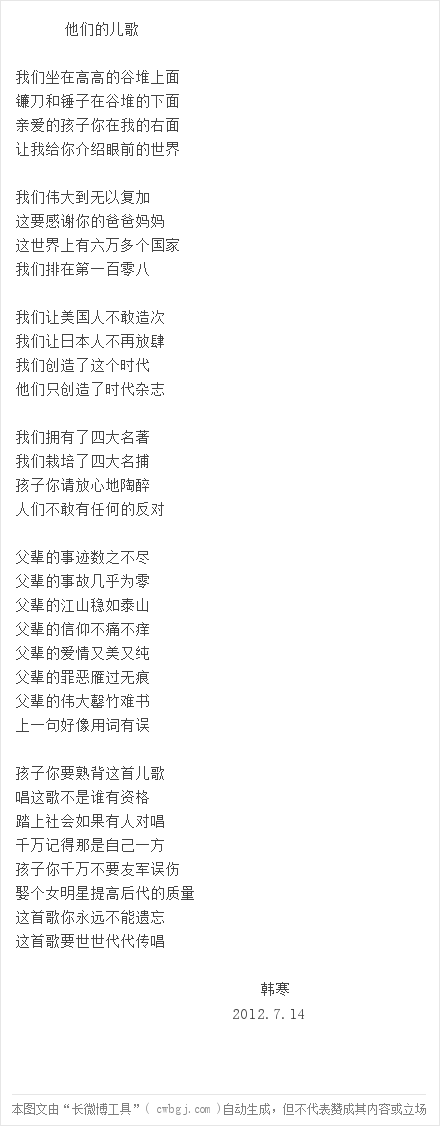 他们的儿歌
我们坐在高高的谷堆上面
镰刀和锤子在谷堆的下面
亲爱的孩子你在我的右面
让我给你介绍眼前的世界
我们伟大到无以复加
这要感谢你的爸爸妈妈
这世界上有六万多个国家
我们排在第一百零八
我们让美国人不敢造次
我们让日本人不再放肆
我们创造了这个时代
他们只创造了时代杂志
我们拥有了四大名著
我们栽培了四大名捕
孩子你请放心地陶醉
人们不敢有任何的反对
父辈的事迹数之不尽
父辈的事故几乎为零
父辈的江山稳如泰山
父辈的信仰不痛不痒
父辈的爱情又美又纯
父辈的罪恶雁过无痕
父辈的伟大罄竹难书
上一句好像用词有误
孩子你要熟背这首儿歌
唱这歌不是谁有资格
踏上社会如果有人对唱
千万记得那是自己一方
孩子你千万不要友军误伤
娶个女明星提高后代的质量
这首歌你永远不能遗忘
这首歌要世世代代传唱
韩寒
2012.7.14
本图文由“长微博工具”( cwbgj.com )自动生成，但不代表赞成其内容或立场